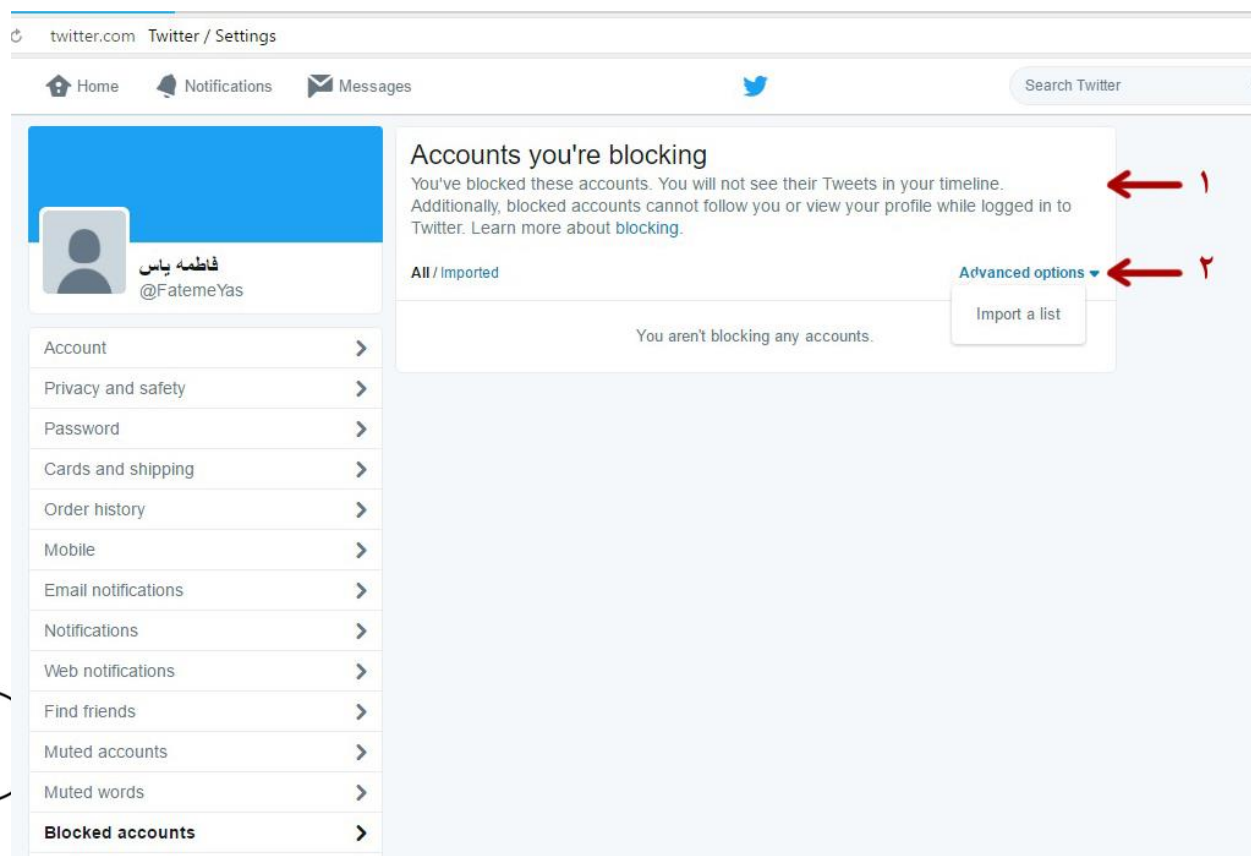 twitter.com Twitter / Settings
Home Notifications Messages Search Twitter
فاطمه یاس
@FatemeYas
Account
Privacy and safety
Password
Cards and shipping
Order history
Mobile
Email notifications
Notifications
Web notifications
Find friends
Muted accounts
Muted words
Blocked accounts
Accounts you're blocking
You've blocked these accounts. You will not see their Tweets in your timeline.
Additionally, blocked accounts cannot follow you or view your profile while logged in to
Twitter. Learn more about blocking.
۱
All / Imported Advanced options
۲
Import a list
You aren't blocking any accounts.